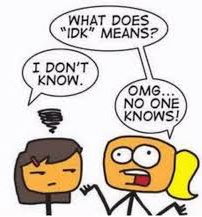 WHAT DOES
"IDK" MEANS?
I DON'T
KNOW.
OMG...
NO ONE
KNOWS!